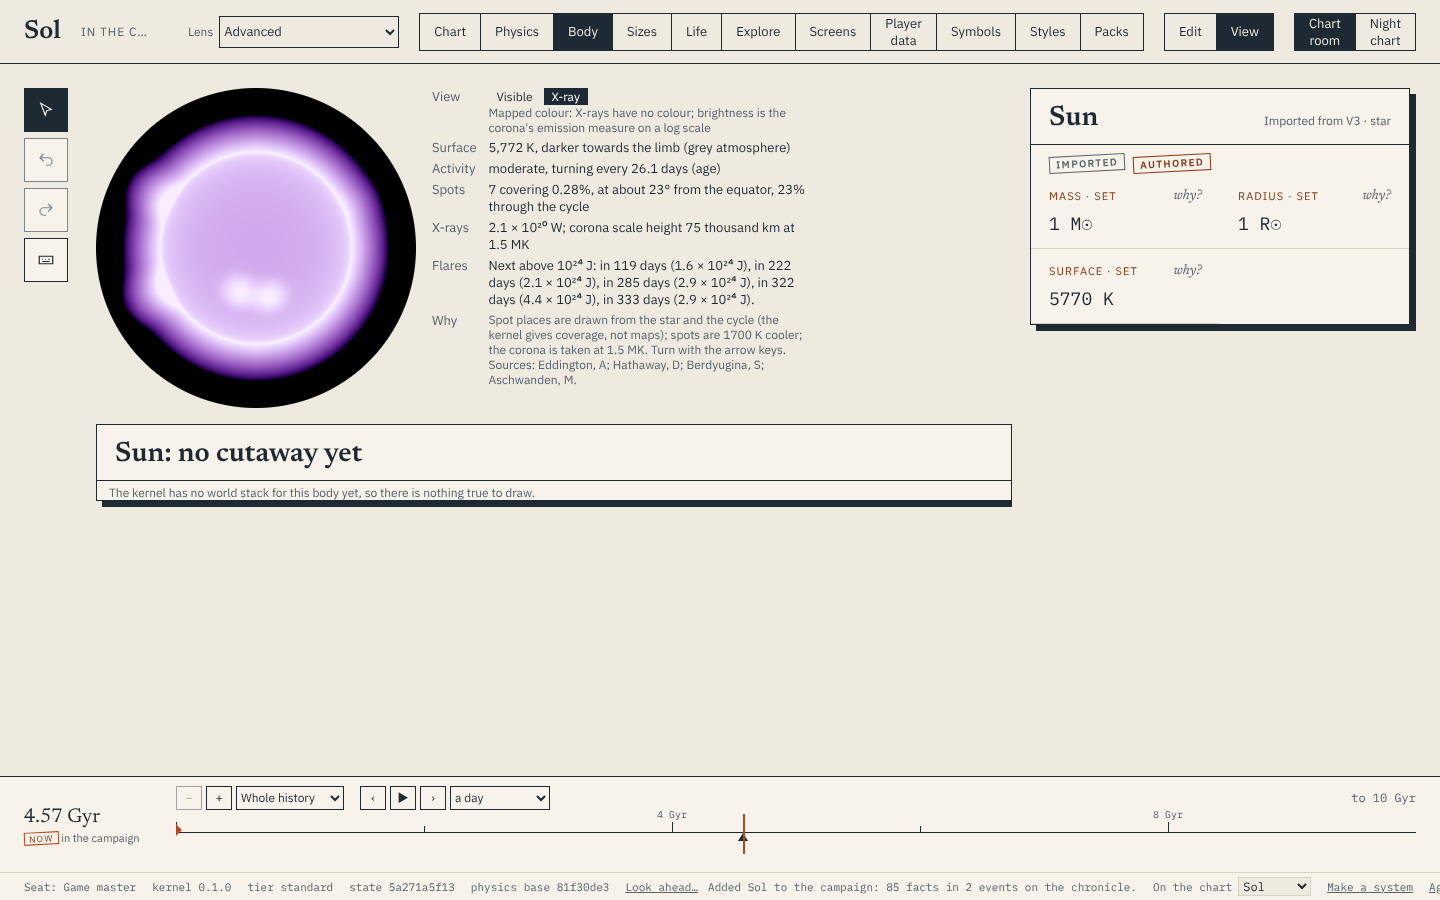 Sol IN THE C… Lens Advanced Chart Physics Body Sizes Life Explore Screens Player data Symbols Styles Packs Edit View Chart room Night chart
View Visible X-ray
Mapped colour: X-rays have no colour; brightness is the
corona's emission measure on a log scale
Surface 5,772 K, darker towards the limb (grey atmosphere)
Activity moderate, turning every 26.1 days (age)
Spots 7 covering 0.28%, at about 23° from the equator, 23%
through the cycle
X-rays 2.1 × 10²⁰ W; corona scale height 75 thousand km at
1.5 MK
Flares Next above 10²⁴ J: in 119 days (1.6 × 10²⁴ J), in 222
days (2.1 × 10²⁴ J), in 285 days (2.9 × 10²⁴ J), in 322
days (4.4 × 10²⁴ J), in 333 days (2.9 × 10²⁴ J).
Why Spot places are drawn from the star and the cycle (the
kernel gives coverage, not maps); spots are 1700 K cooler;
the corona is taken at 1.5 MK. Turn with the arrow keys.
Sources: Eddington, A; Hathaway, D; Berdyugina, S;
Aschwanden, M.
Sun Imported from V3 · star
IMPORTED AUTHORED
MASS · SET why? RADIUS · SET why?
1 M☉ 1 R☉
SURFACE · SET why?
5770 K
Sun: no cutaway yet
The kernel has no world stack for this body yet, so there is nothing true to draw.
4.57 Gyr
NOW in the campaign
− + Whole history ‹ ▶ › a day to 10 Gyr
4 Gyr 8 Gyr
Seat: Game master kernel 0.1.0 tier standard state 5a271a5f13 physics base 81f30de3 Look ahead… Added Sol to the campaign: 85 facts in 2 events on the chronicle. On the chart Sol Make a system